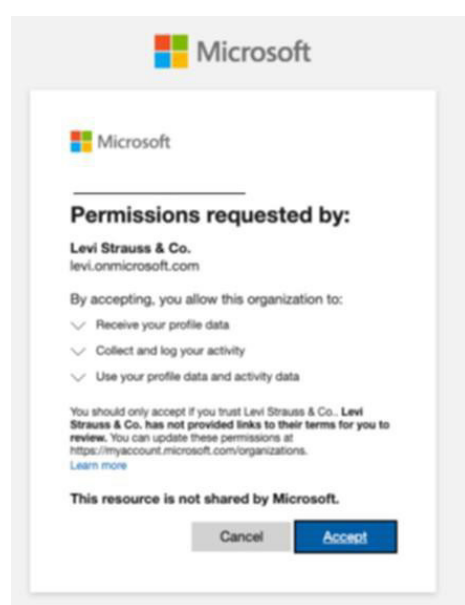 Microsoft
Microsoft
Permissions requested by:
Levi Strauss & Co.
levi.onmicrosoft.com
By accepting, you allow this organization to:
Receive your profile data
Collect and log your activity
Use your profile data and activity data
You should only accept if you trust Levi Strauss & Co.. Levi
Strauss & Co. has not provided links to their terms for you to
review. You can update these permissions at
https://myaccount.microsoft.com/organizations.
Learn more
This resource is not shared by Microsoft.
Cancel
Accept